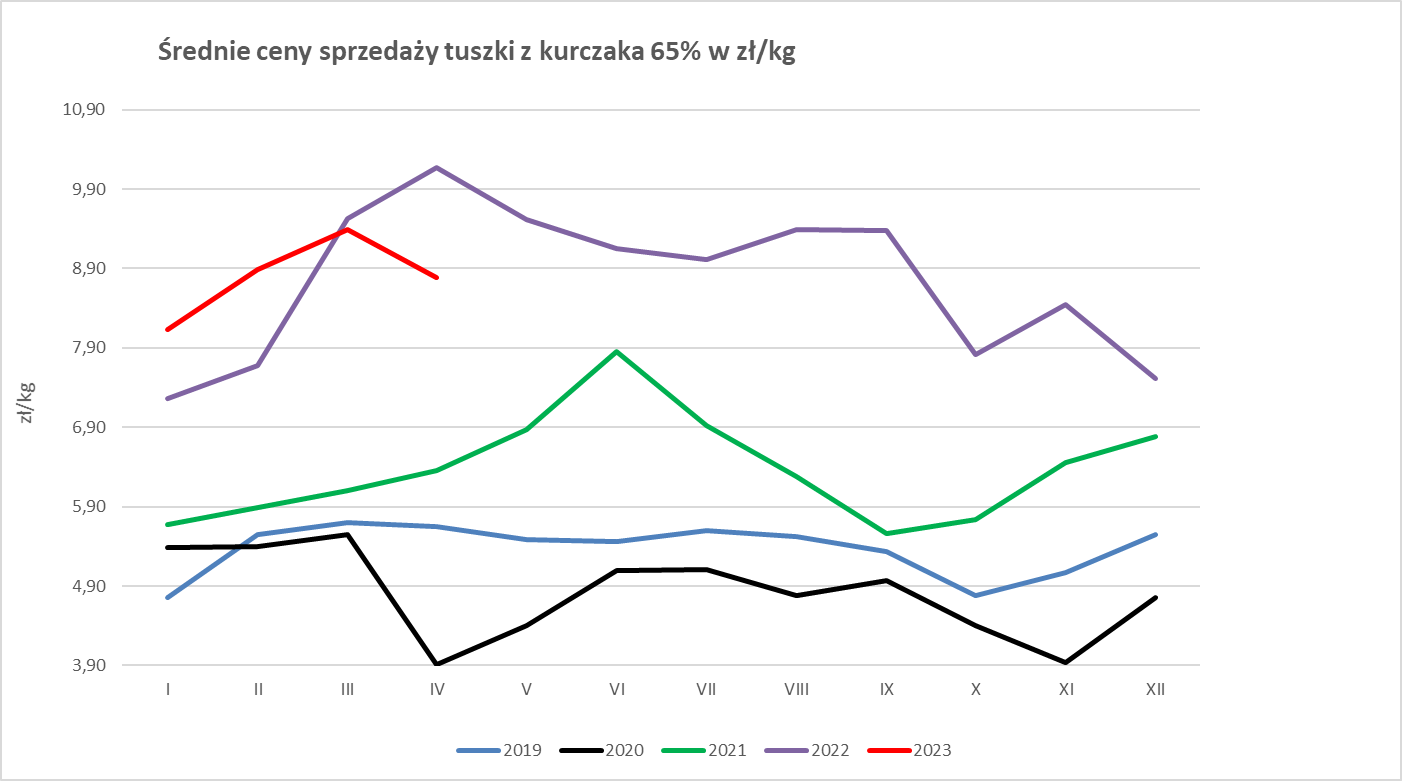 Średnie ceny sprzedaży tuszki z kurczaka 65% w zł/kg
10,90
9,90
8,90
7,90
6,90
5,90
4,90
3,90
zł/kg
I II III IV V VI VII VIII IX X XI XII
2019 2020 2021 2022 2023